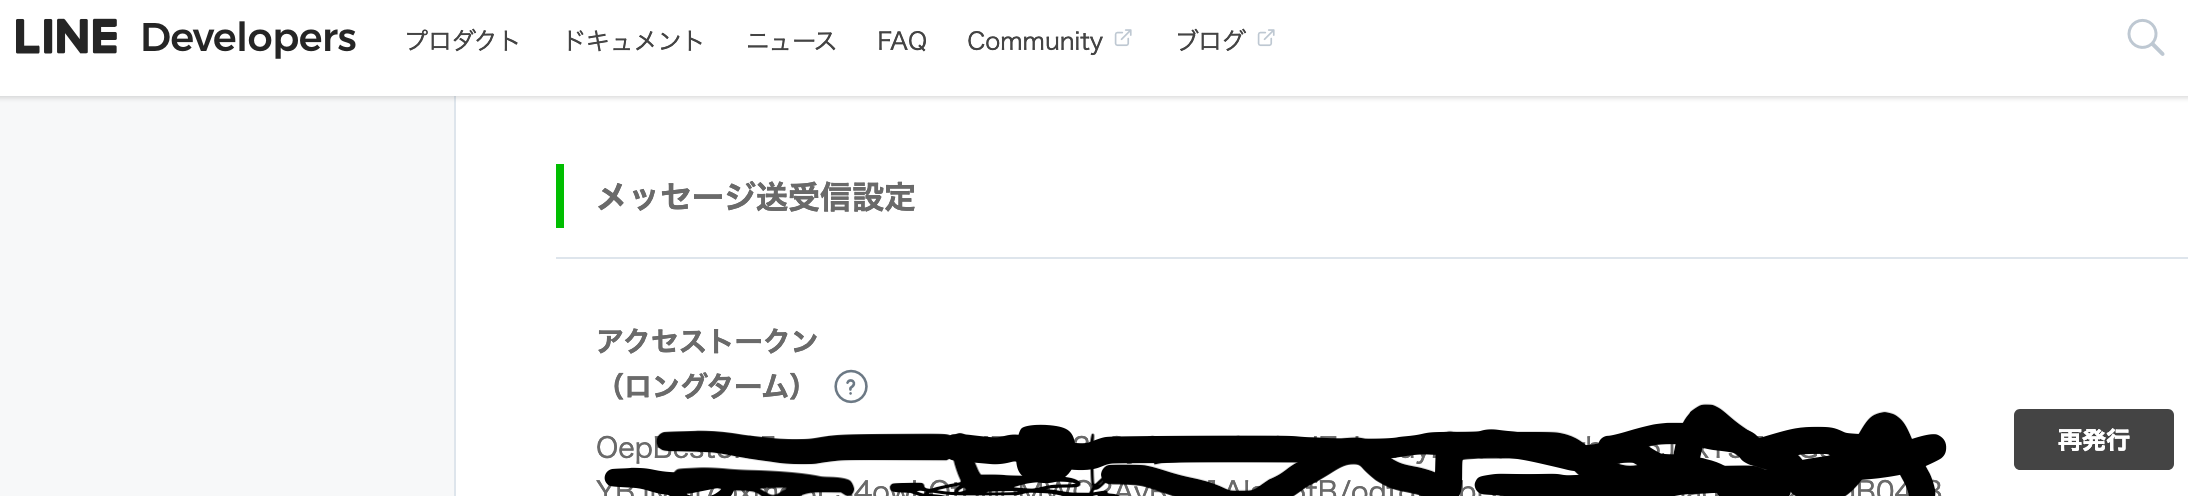 LINE Developers プロダクト ドキュメント ニュース FAQ Community ブログ
メッセージ送受信設定
アクセストークン
（ロングターム） ?
再発行